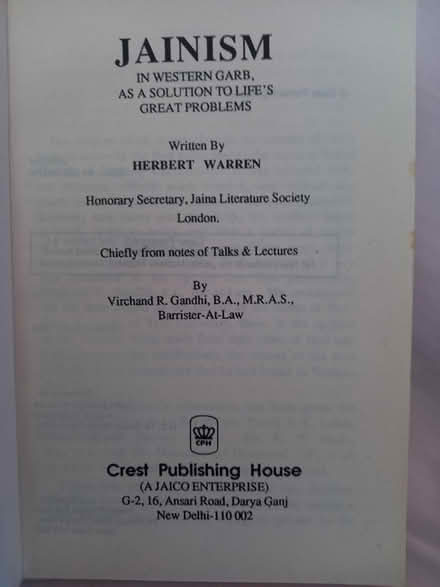 JAINISM
IN WESTERN GARB,
AS A SOLUTION TO LIFE'S
GREAT PROBLEMS
Written By
HERBERT WARREN
Honorary Secretary, Jaina Literature Society
London.
Chiefly from notes of Talks & Lectures
By
Virchand R. Gandhi, B.A., M.R.A.S.,
Barrister-At-Law
CPH
Crest Publishing House
(A JAICO ENTERPRISE)
G-2, 16, Ansari Road, Darya Ganj
New Delhi-110 002